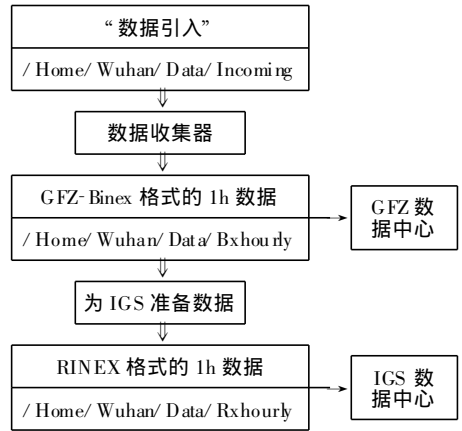 “数据引入”
/Home/Wuhan/Data/Incoming
数据收集器
GFZ-Binex 格式的 1h 数据
/Home/Wuhan/Data/Bxhourly
GFZ 数
据中心
为 IGS 准备数据
RINEX 格式的 1h 数据
/Home/Wuhan/Data/Rxhourly
IGS 数
据中心